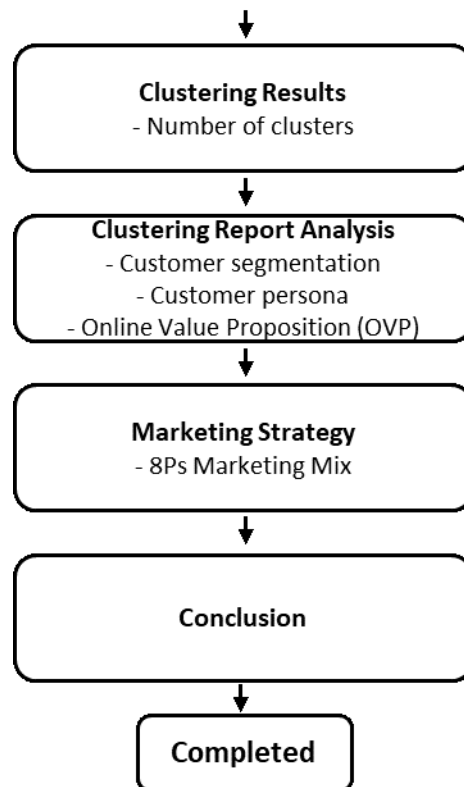 Clustering Results
- Number of clusters
Clustering Report Analysis
- Customer segmentation
- Customer persona
- Online Value Proposition (OVP)
Marketing Strategy
- 8Ps Marketing Mix
Conclusion
Completed